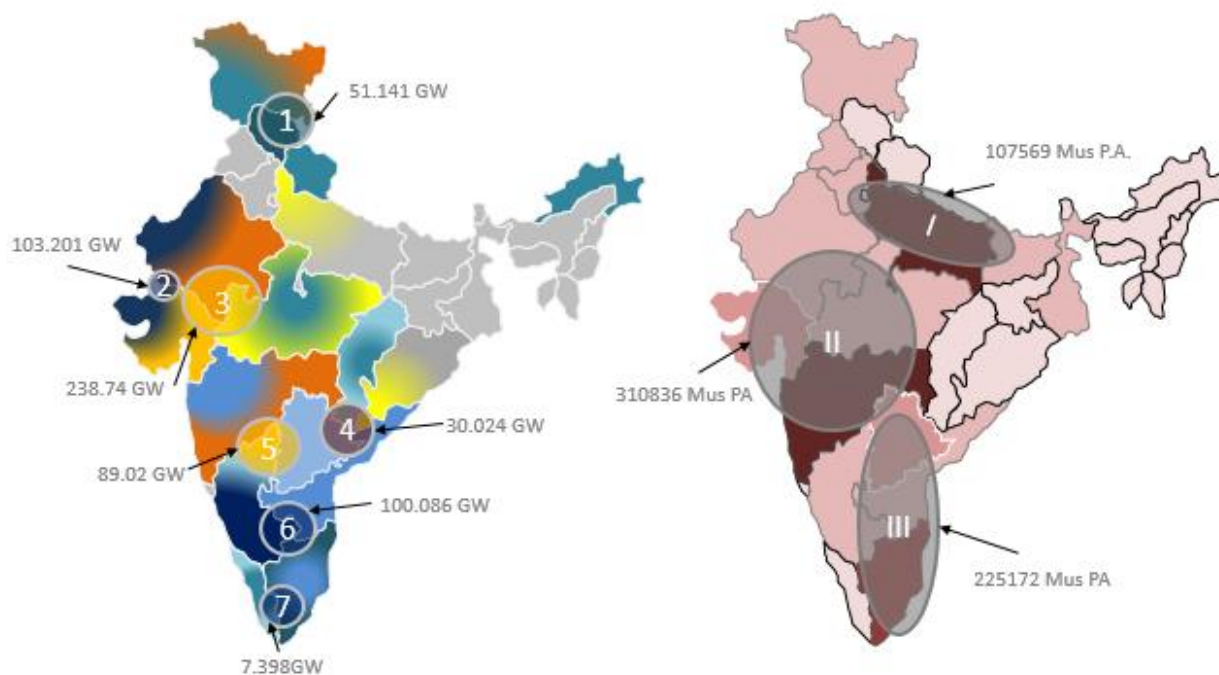 1
51.141 GW
103.201 GW
2
3
238.74 GW
4
30.024 GW
5
89.02 GW
100.086 GW
6
7
7.398GW
107569 Mus P.A.
I
II
310836 Mus PA
III
225172 Mus PA